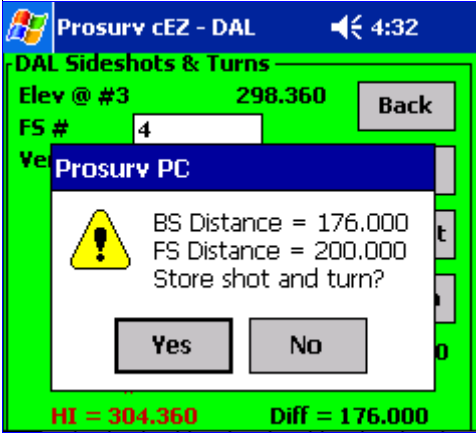 Prosurv cEZ - DAL 4:32
DAL Sideshots & Turns
Elev @ #3 298.360 Back
FS # 4
Prosurv PC
BS Distance = 176.000
FS Distance = 200.000
Store shot and turn?
Yes No
HI = 304.360 Diff = 176.000